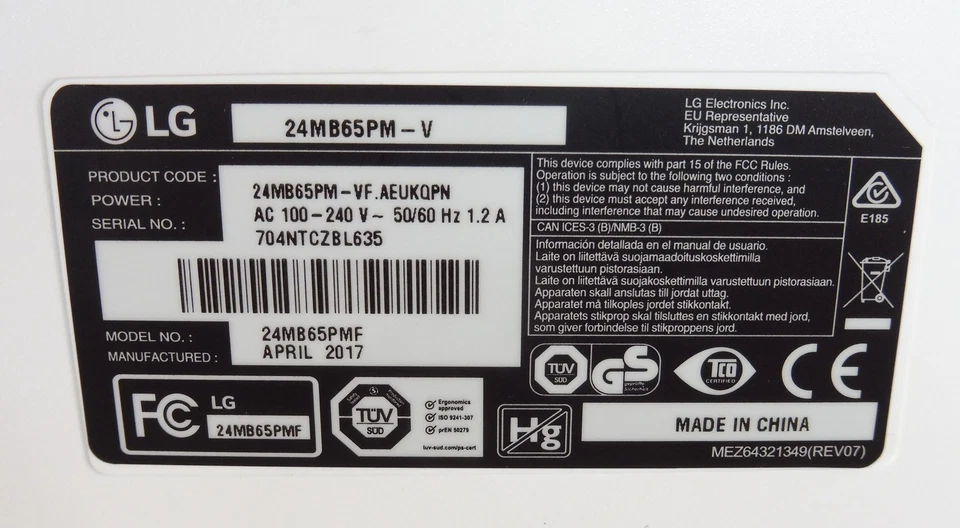 LG
24MB65PM-V
LG Electronics Inc.
EU Representative
Krijgsman 1, 1186 DM Amstelveen,
The Netherlands
PRODUCT CODE : 24MB65PM-VF.AEUKQPN
POWER : AC 100-240 V~ 50/60 Hz 1.2 A
SERIAL NO. : 704NTCZBL635
MODEL NO. : 24MB65PMF
MANUFACTURED : APRIL 2017
This device complies with part 15 of the FCC Rules.
Operation is subject to the following two conditions :
(1) this device may not cause harmful interference, and
(2) this device must accept any interference received,
including interference that may cause undesired operation.
CAN ICES-3 (B)/NMB-3 (B)
Información detallada en el manual de usuario.
Laite on liitettävä suojamaadoituskoskettimilla
varustettuun pistorasiaan.
Laite on liitettävä suojakoskettimilla varustettuun pistorasiaan.
Apparaten skall anslutas till jordat uttag.
Apparatet må tilkoples jordet stikkontakt.
Apparatets stikprop skal tilsluttes en stikkontakt med jord,
som giver forbindelse til stikproppens jord.
E185
FC
LG
24MB65PMF
TÜV
SÜD
Ergonomics
approved
ISO 9241-307
prEN 50279
tuv-sud.com/ps-cert
TÜV
SÜD
GS
geprüfte
Sicherheit
TCO
CERTIFIED
CE
Hg
MADE IN CHINA
MEZ64321349(REV07)